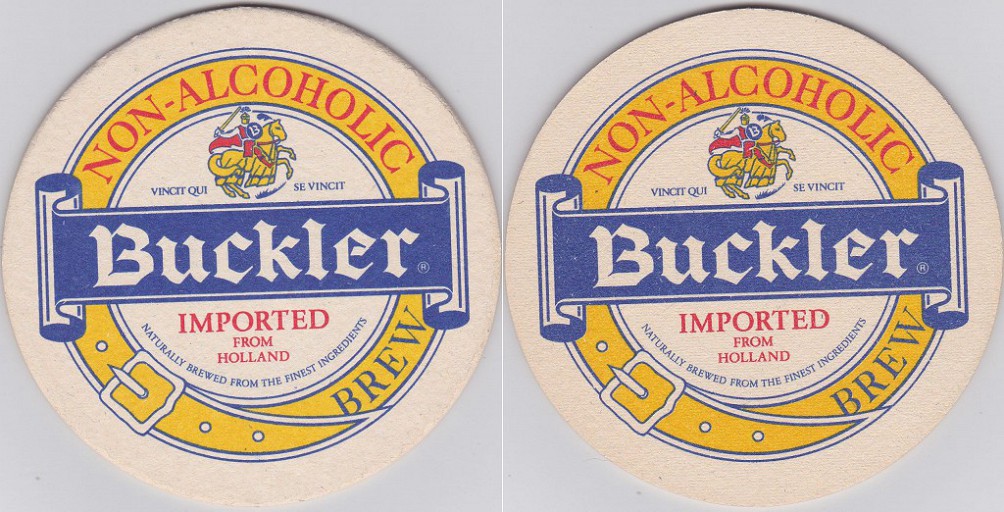 NON-ALCOHOLIC
B
VINCIT QUI SE VINCIT
Buckler®
IMPORTED
FROM
HOLLAND
NATURALLY BREWED FROM THE FINEST INGREDIENTS
BREW
NON-ALCOHOLIC
B
VINCIT QUI SE VINCIT
Buckler®
IMPORTED
FROM
HOLLAND
NATURALLY BREWED FROM THE FINEST INGREDIENTS
BREW